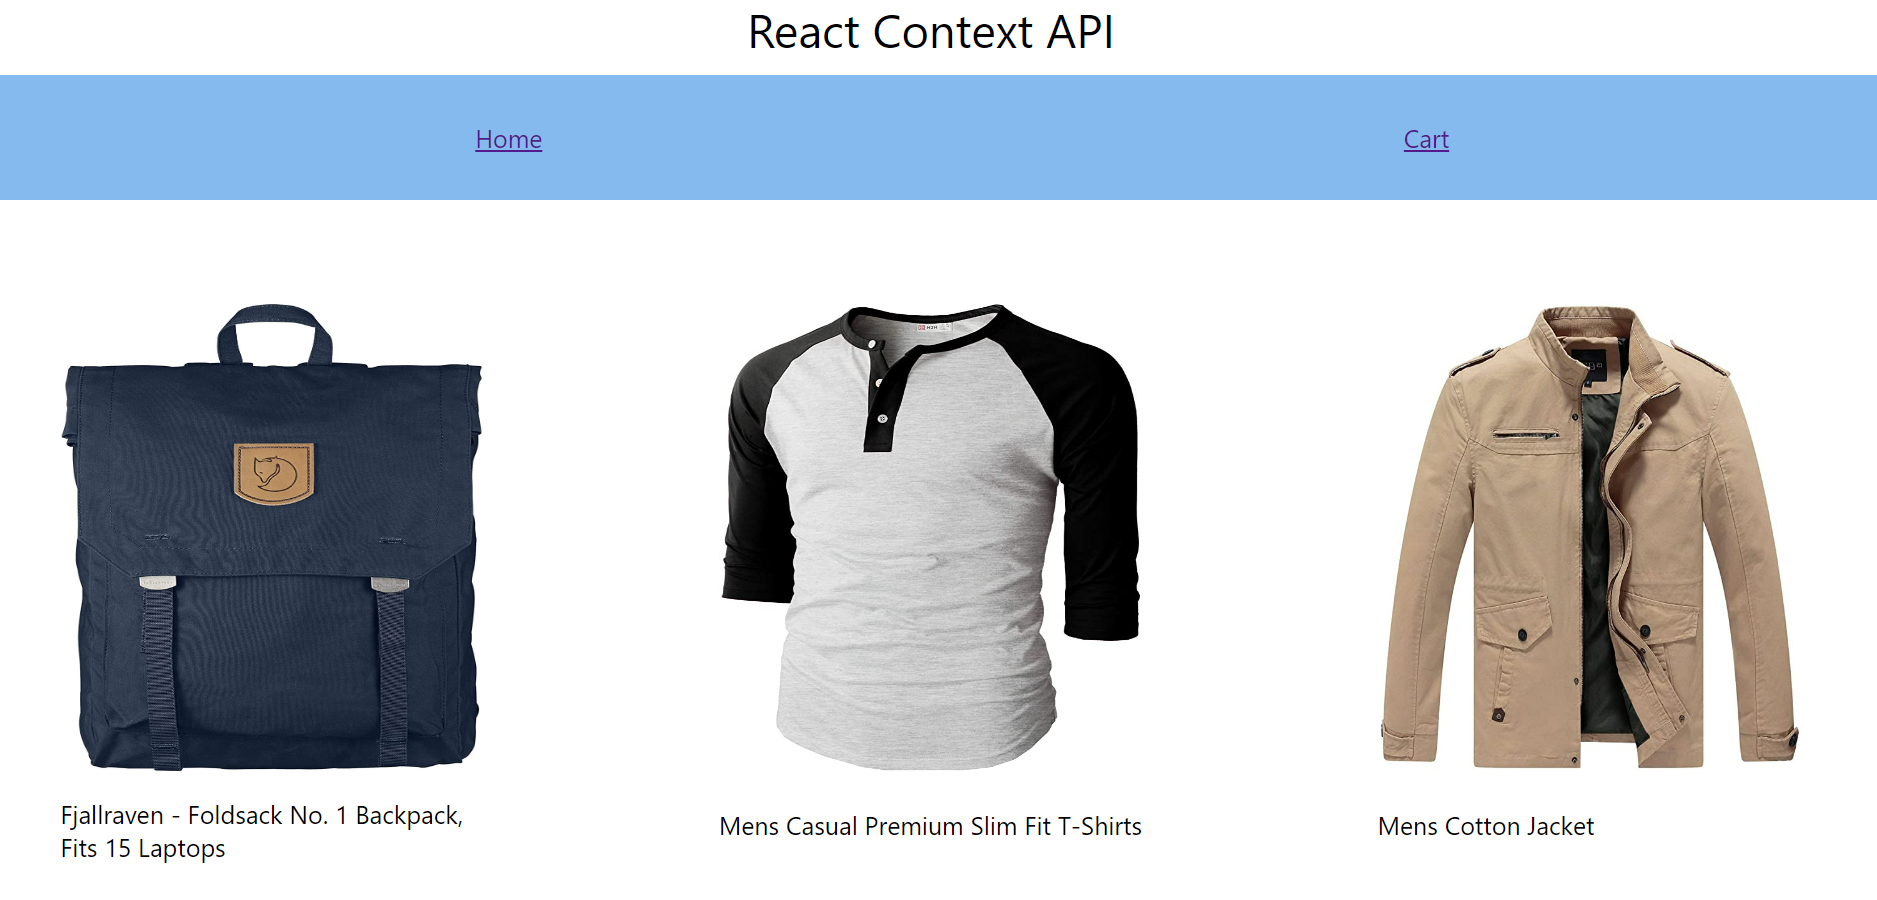 React Context API
Home
Cart
Fjallraven - Foldsack No. 1 Backpack,
Fits 15 Laptops
Mens Casual Premium Slim Fit T-Shirts
Mens Cotton Jacket